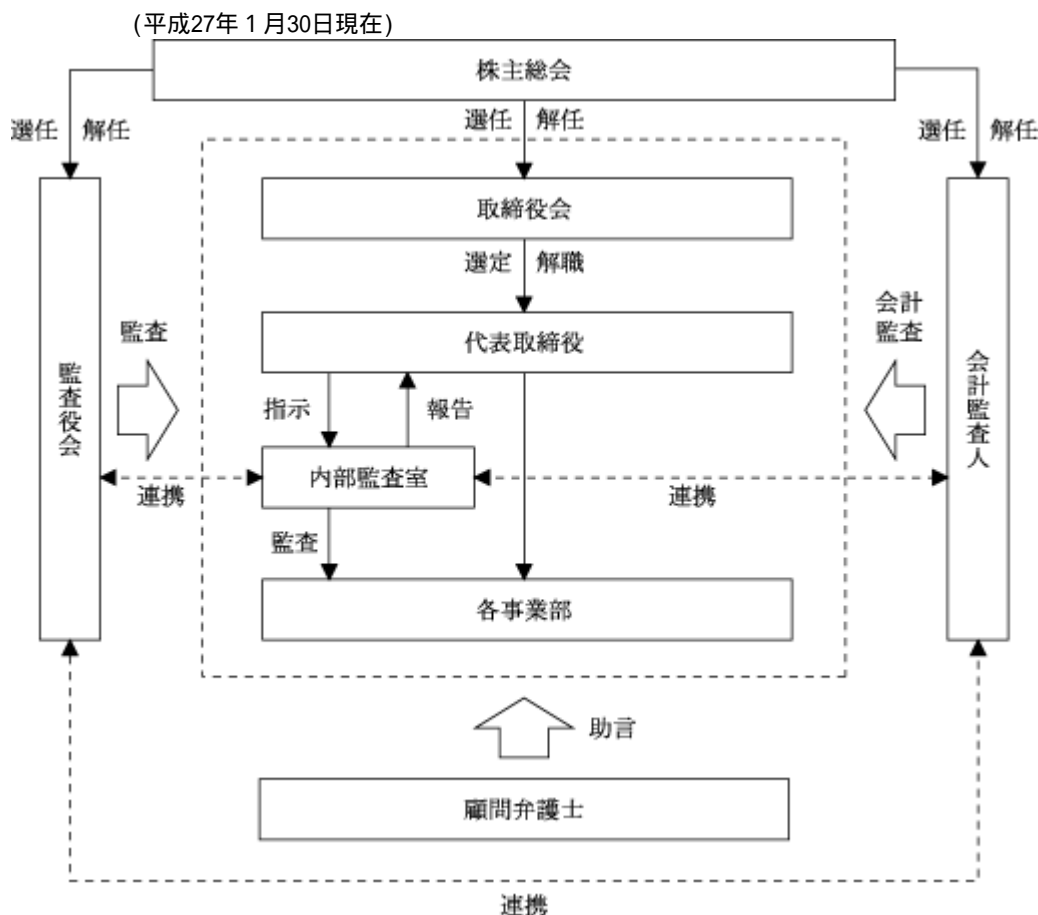 (平成27年1月30日現在)
株主総会
選任 解任
選任 解任
選任 解任
取締役会
選定 解職
代表取締役
監査
会計
監査
監査役会
会計監査人
指示
報告
内部監査室
連携
連携
監査
各事業部
助言
顧問弁護士
連携